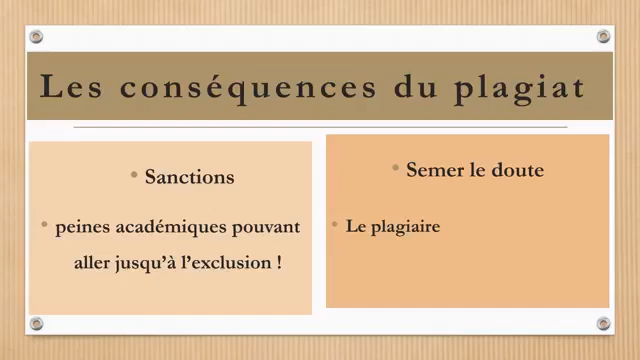 Les conséquences du plagiat
• Sanctions
• peines académiques pouvant
aller jusqu’à l’exclusion !
• Semer le doute
• Le plagiaire